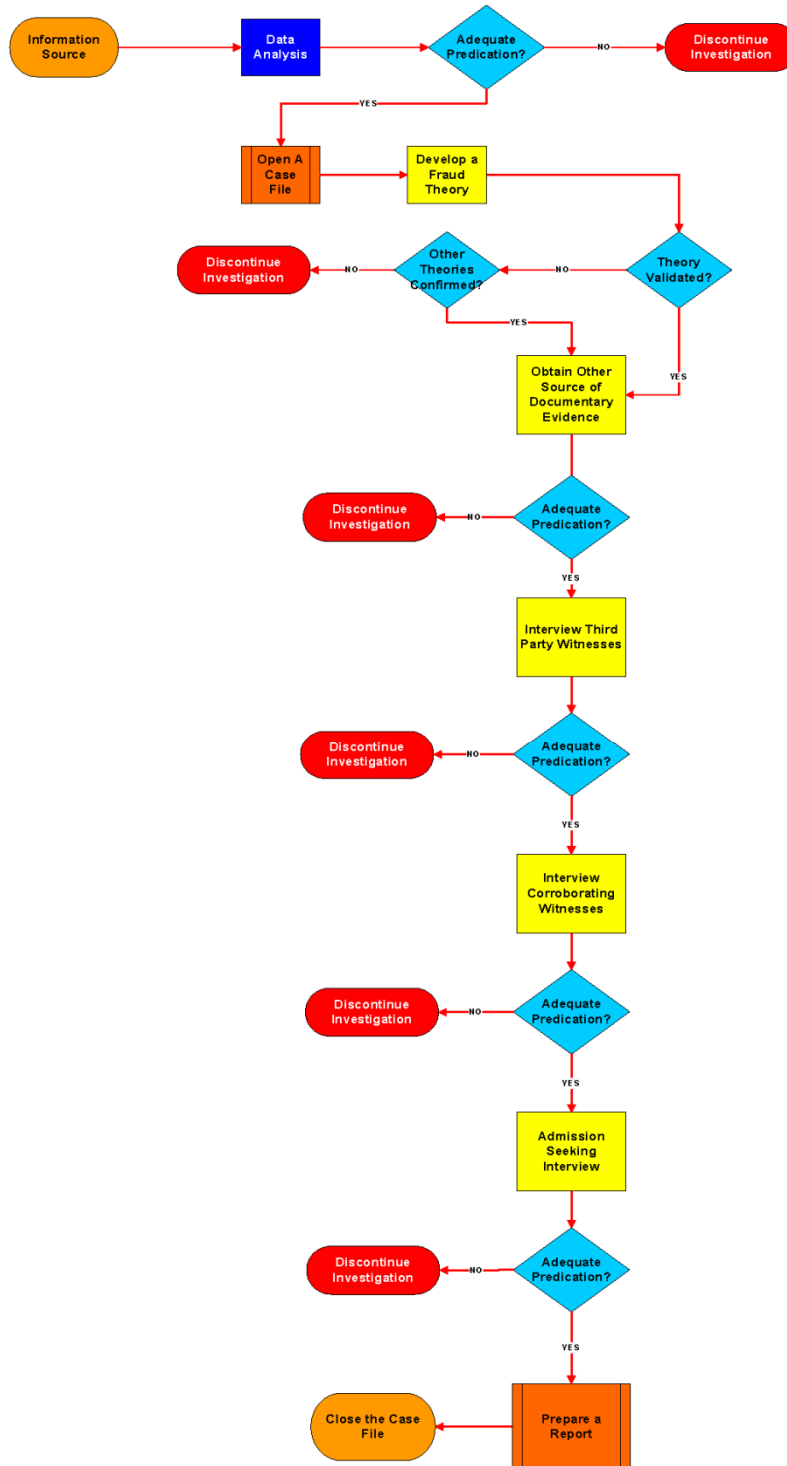 Information
Source
Data
Analysis
Adequate
Predication?
NO
Discontinue
Investigation
YES
Open A
Case
File
Develop a
Fraud
Theory
Discontinue
Investigation
NO
Other
Theories
Confirmed?
NO
Theory
Validated?
YES
YES
Obtain Other
Source of
Documentary
Evidence
Discontinue
Investigation
NO
Adequate
Predication?
YES
Interview Third
Party Witnesses
Discontinue
Investigation
NO
Adequate
Predication?
YES
Interview
Corroborating
Witnesses
Discontinue
Investigation
NO
Adequate
Predication?
YES
Admission
Seeking
Interview
Discontinue
Investigation
NO
Adequate
Predication?
YES
Close the Case
File
Prepare a
Report